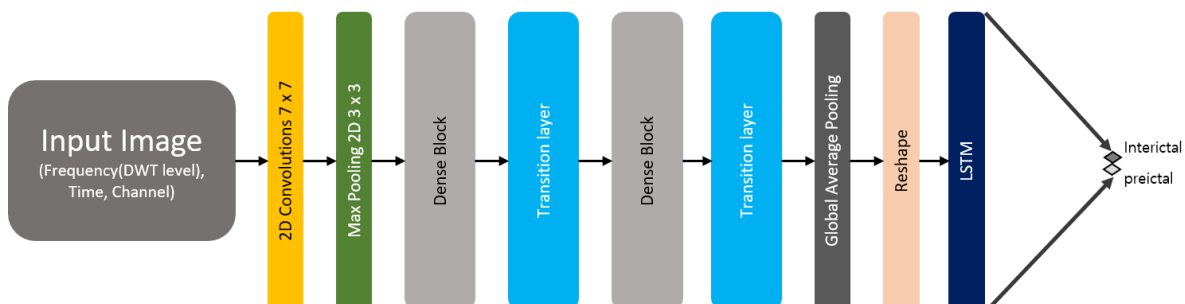 Input Image
(Frequency(DWT level),
Time, Channel)
2D Convolutions 7 x 7
Max Pooling 2D 3 x 3
Dense Block
Transition layer
Dense Block
Transition layer
Global Average Pooling
Reshape
LSTM
Interictal
preictal